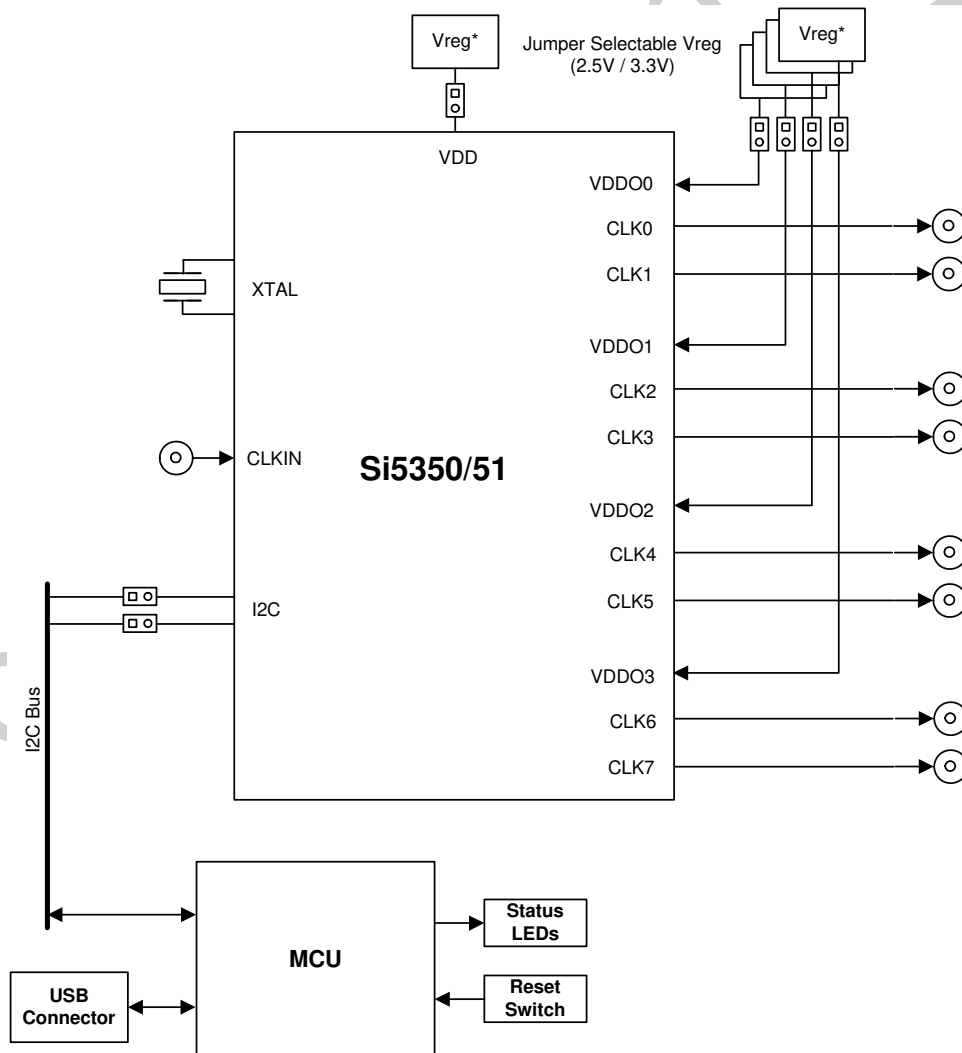 Vreg*
Jumper Selectable Vreg
(2.5V / 3.3V)
Vreg*
VDD
VDDO0
CLK0
CLK1
XTAL
VDDO1
CLK2
CLK3
CLKIN
Si5350/51
VDDO2
CLK4
CLK5
I2C
VDDO3
CLK6
CLK7
I2C Bus
Status
LEDs
MCU
Reset
Switch
USB
Connector